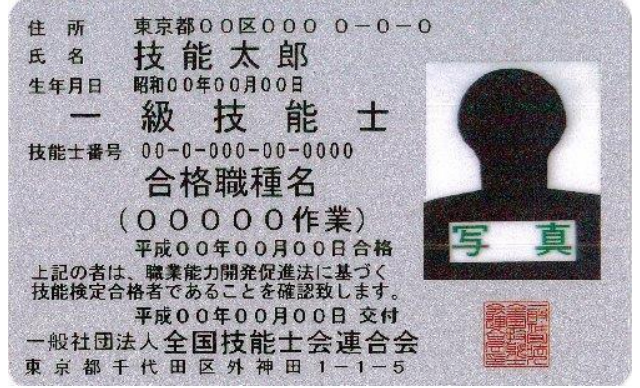 住所 東京都００区０００ ０−０−０
氏名 技能太郎
生年月日 昭和００年００月００日
一級技能士
技能士番号 00-0-000-00-0000
合格職種名
(０００００作業)
平成００年００月００日合格
上記の者は、職業能力開発促進法に基づく
技能検定合格者であることを確認致します。
平成００年００月００日 交付
一般社団法人全国技能士会連合会
東京都千代田区外神田１−１−５
写真